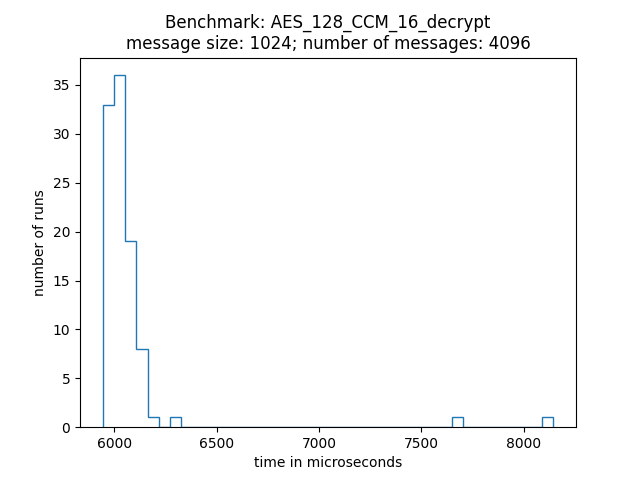 Benchmark: AES_128_CCM_16_decrypt
message size: 1024; number of messages: 4096
35
30
25
20
15
10
5
0
number of runs
6000 6500 7000 7500 8000
time in microseconds